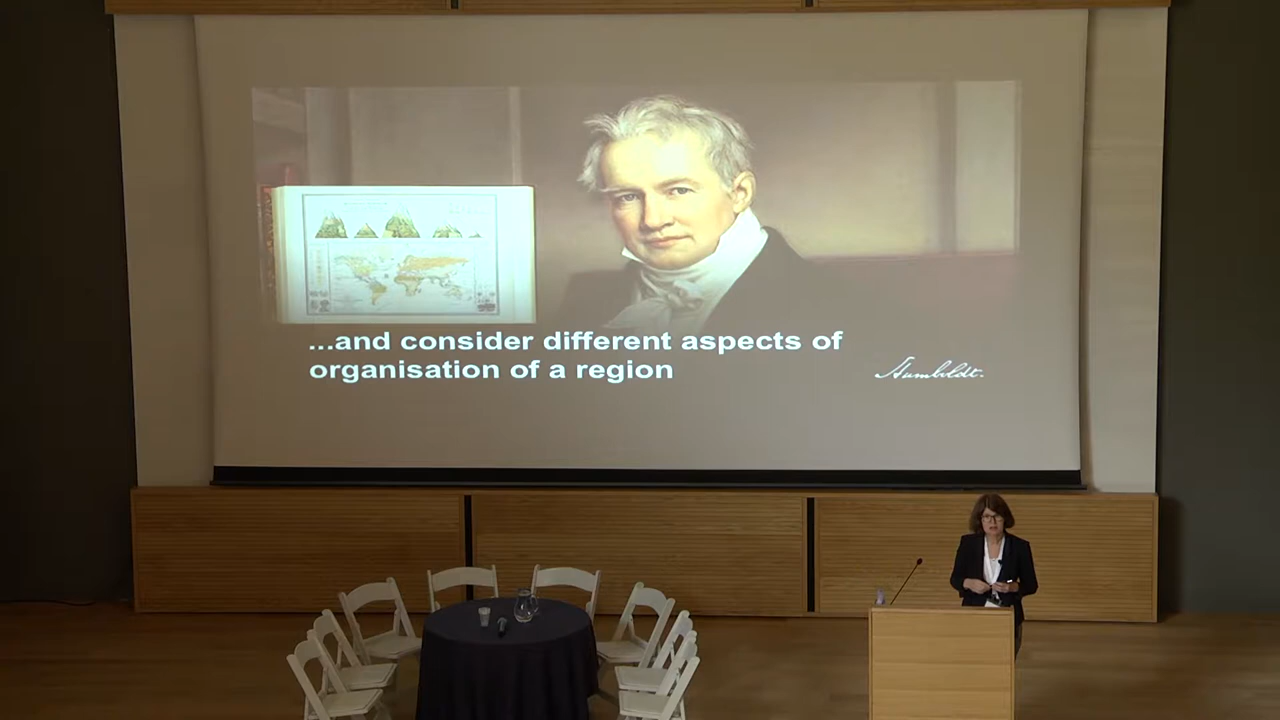 ...and consider different aspects of
organisation of a region
Humboldt.